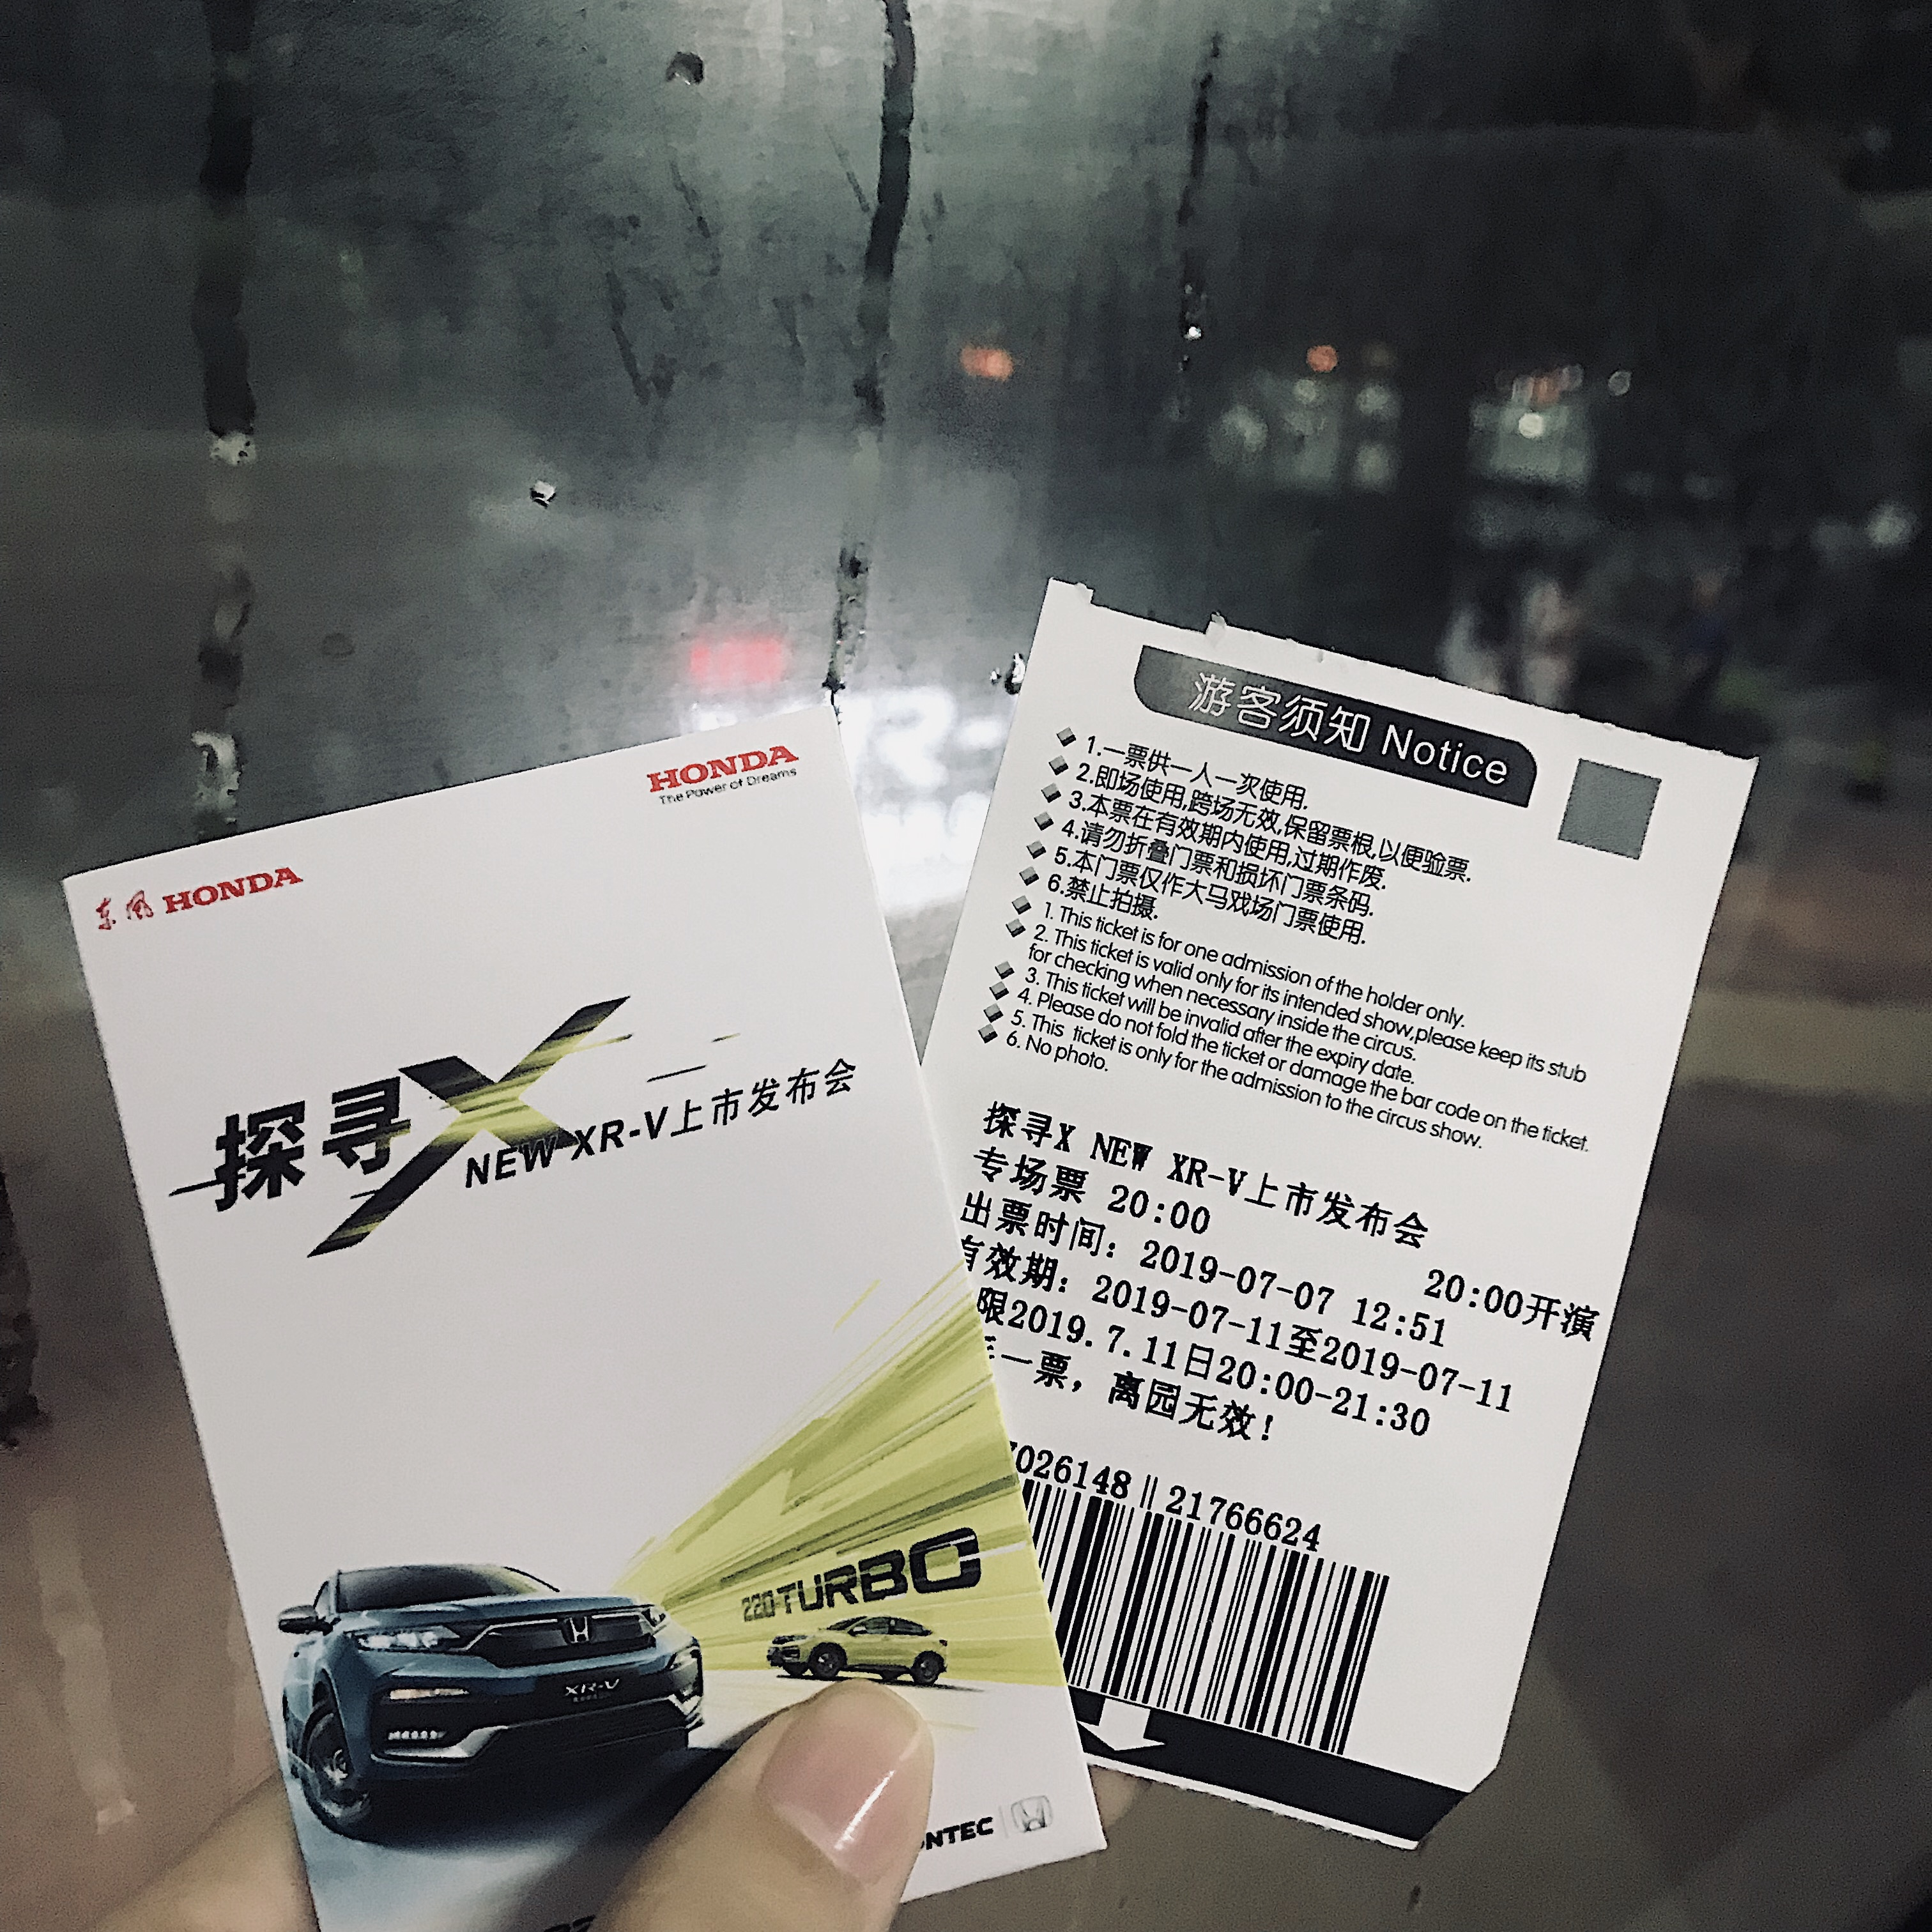 HONDA
The Power of Dreams
东风 HONDA
探寻X
NEW XR-V上市发布会
220 TURBO
XR-V
游客须知 Notice
1.一票供一人一次使用.
2.即场使用,跨场无效,保留票根,以便验票.
3.本票在有效期内使用,过期作废.
4.请勿折叠门票和损坏门票条码.
5.本门票仅作大马戏场门票使用.
6.禁止拍摄.
1. This ticket is for one admission of the holder only.
2. This ticket is valid only for its intended show,please keep its stub
for checking when necessary inside the circus.
3. This ticket will be invalid after the expiry date.
4. Please do not fold the ticket or damage the bar code on the ticket.
5. This ticket is only for the admission to the circus show.
6. No photo.
探寻X NEW XR-V上市发布会
专场票 20:00
20:00开演
出票时间: 2019-07-07 12:51
有效期: 2019-07-11至2019-07-11
限2019.7.11日20:00-21:30
一票, 离园无效!
026148 || 21766624